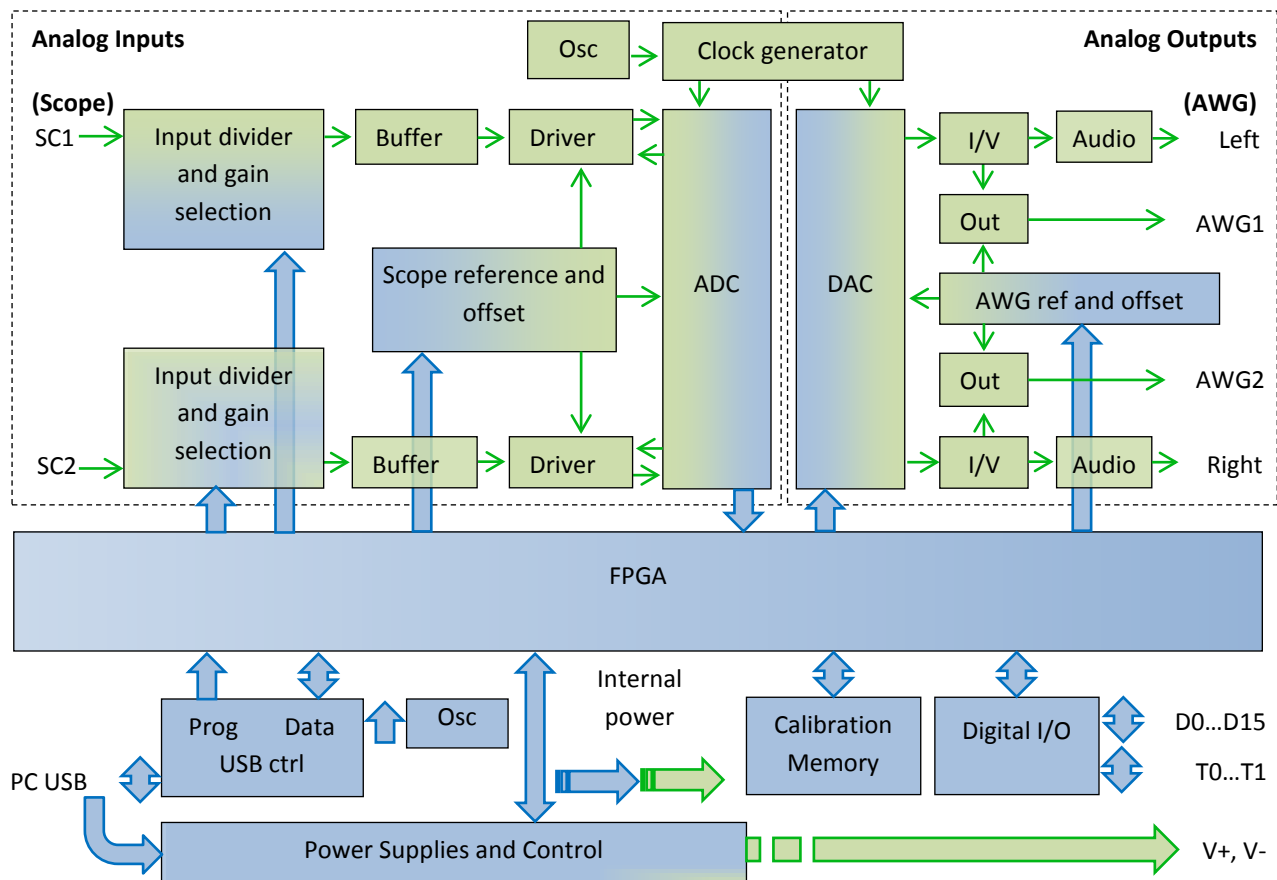 Analog Inputs
Osc
Clock generator
Analog Outputs
(Scope)
(AWG)
SC1
Input divider
and gain
selection
Buffer
Driver
ADC
DAC
I/V
Audio
Left
Out
AWG1
Scope reference and
offset
AWG ref and offset
Input divider
and gain
selection
Out
AWG2
SC2
Buffer
Driver
I/V
Audio
Right
FPGA
Prog Data
USB ctrl
Osc
Internal
power
Calibration
Memory
Digital I/O
D0...D15
T0...T1
PC USB
Power Supplies and Control
V+, V-